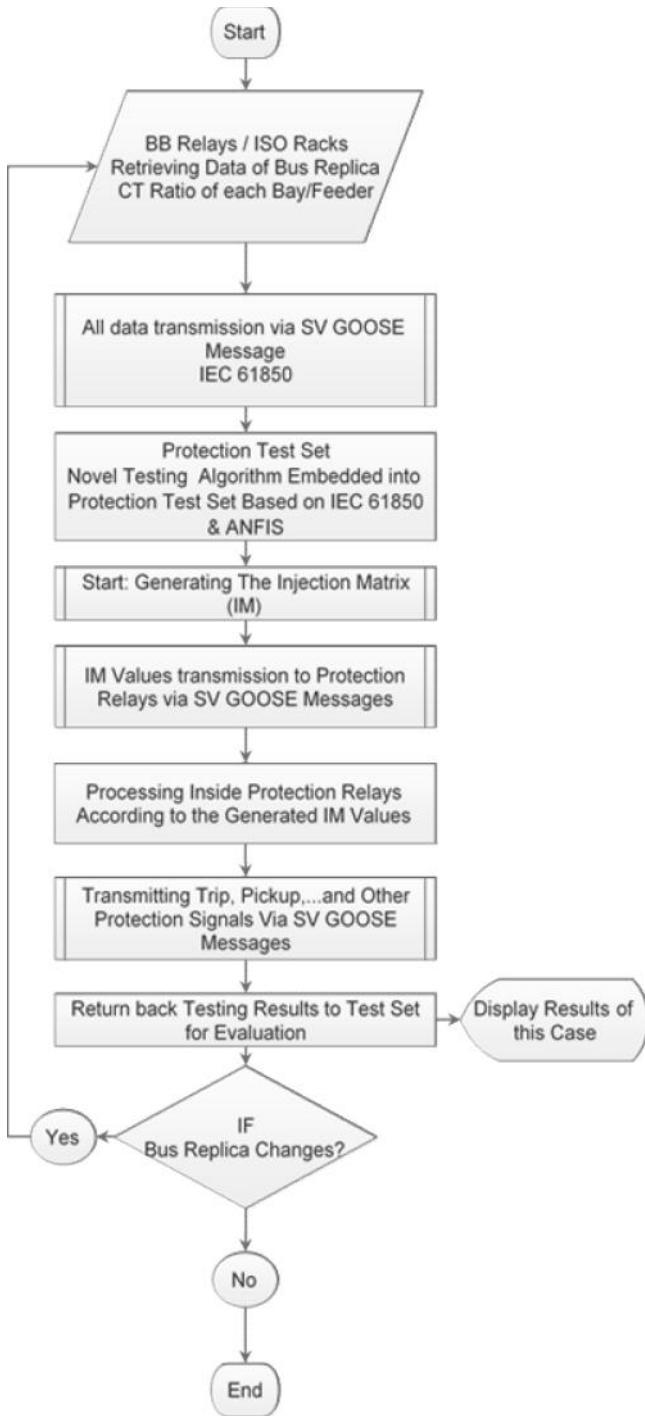 Start
BB Relays / ISO Racks
Retrieving Data of Bus Replica
CT Ratio of each Bay/Feeder
All data transmission via SV GOOSE
Message
IEC 61850
Protection Test Set
Novel Testing Algorithm Embedded into
Protection Test Set Based on IEC 61850
& ANFIS
Start: Generating The Injection Matrix
(IM)
IM Values transmission to Protection
Relays via SV GOOSE Messages
Processing Inside Protection Relays
According to the Generated IM Values
Transmitting Trip, Pickup,...and Other
Protection Signals Via SV GOOSE
Messages
Return back Testing Results to Test Set
for Evaluation
Display Results of
this Case
IF
Bus Replica Changes?
Yes
No
End